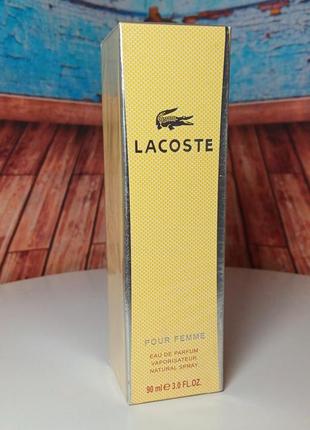 LACOSTE
POUR FEMME
EAU DE PARFUM
VAPORISATEUR
NATURAL SPRAY
90 ml e 3.0 FL.OZ.